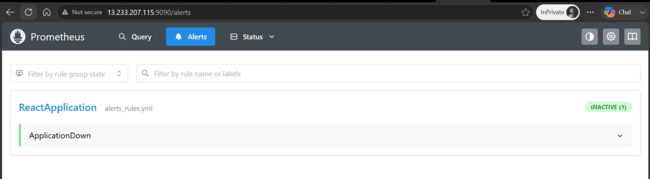 Not secure 13.233.207.115:9090/alerts InPrivate Chat
Prometheus Query Alerts Status
Filter by rule group state Filter by rule name or labels
ReactApplication alerts_rules.yml INACTIVE (1)
ApplicationDown